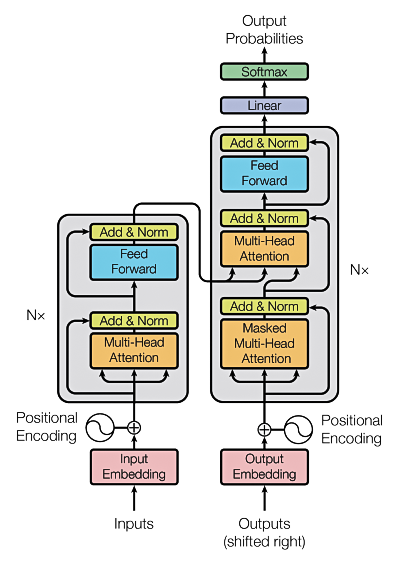 Output
Probabilities
Softmax
Linear
Add & Norm
Feed
Forward
Add & Norm
Multi-Head
Attention
Add & Norm
Masked
Multi-Head
Attention
N×
Add & Norm
Feed
Forward
N×
Add & Norm
Multi-Head
Attention
Positional
Encoding
Positional
Encoding
Input
Embedding
Output
Embedding
Inputs
Outputs
(shifted right)